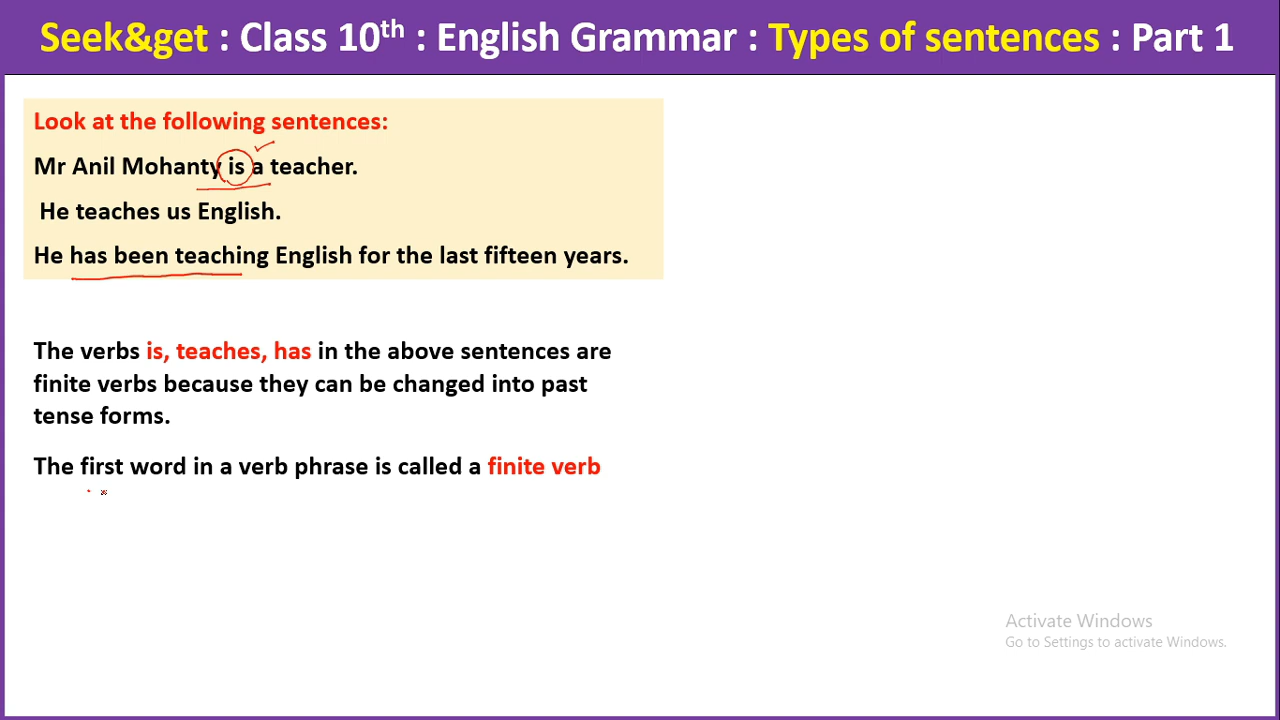 Seek&get : Class 10th : English Grammar : Types of sentences : Part 1
Look at the following sentences:
Mr Anil Mohanty is a teacher.
He teaches us English.
He has been teaching English for the last fifteen years.
The verbs is, teaches, has in the above sentences are
finite verbs because they can be changed into past
tense forms.
The first word in a verb phrase is called a finite verb
Activate Windows
Go to Settings to activate Windows.